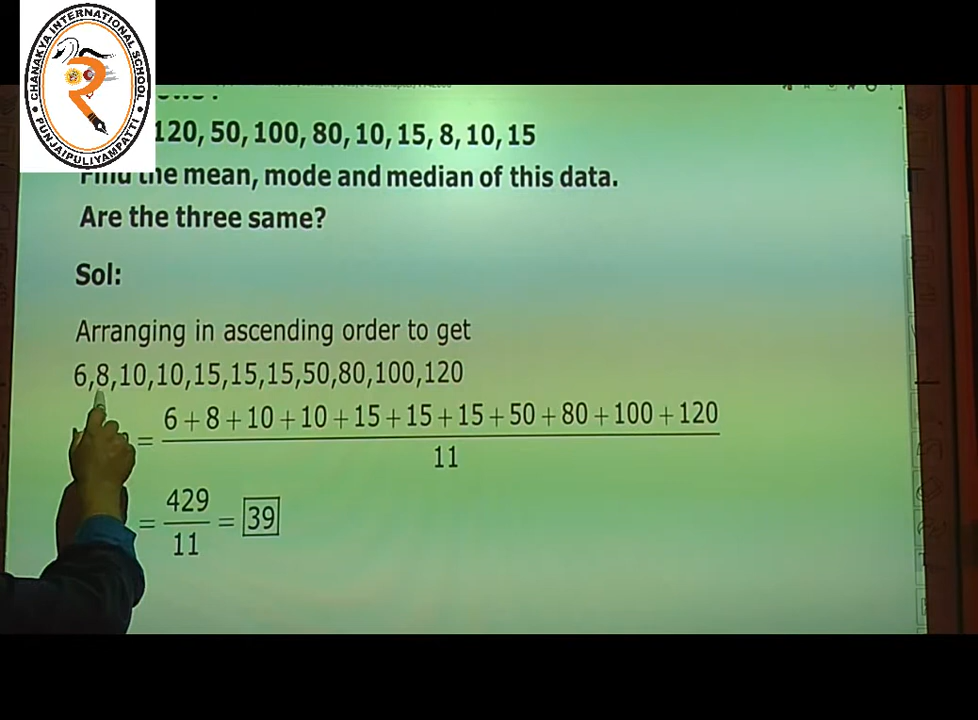 CHANAKYA INTERNATIONAL SCHOOL
PUNJAIPULIYAMPATTI
120, 50, 100, 80, 10, 15, 8, 10, 15
Find the mean, mode and median of this data.
Are the three same?
Sol:
Arranging in ascending order to get
6,8,10,10,15,15,15,50,80,100,120
= 6 + 8 + 10 + 10 + 15 + 15 + 15 + 50 + 80 + 100 + 120
11
= 429 = 39
11